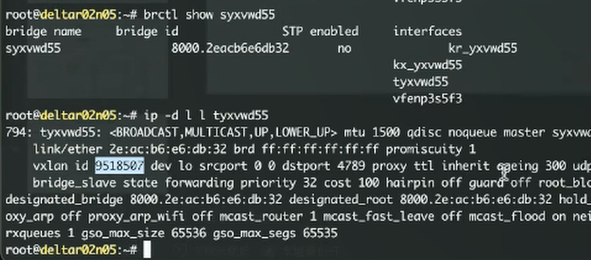 vfenp3s5f3
root@deltar02n05:~# brctl show syxvwd55
bridge name bridge id STP enabled interfaces
syxvwd55 8000.2eacb6e6db32 no kr_yxvwd55
kx_yxvwd55
tyxvwd55
vfenp3s5f3
root@deltar02n05:~# ip -d l l tyxvwd55
794: tyxvwd55: <BROADCAST,MULTICAST,UP,LOWER_UP> mtu 1500 qdisc noqueue master syxvwd
link/ether 2e:ac:b6:e6:db:32 brd ff:ff:ff:ff:ff:ff promiscuity 1
vxlan id 9518507 dev lo srcport 0 0 dstport 4789 proxy ttl inherit ageing 300 udp
bridge_slave state forwarding priority 32 cost 100 hairpin off guard off root_blo
designated_bridge 8000.2e:ac:b6:e6:db:32 designated_root 8000.2e:ac:b6:e6:db:32 hold_
oxy_arp off proxy_arp_wifi off mcast_router 1 mcast_fast_leave off mcast_flood on nei
rxqueues 1 gso_max_size 65536 gso_max_segs 65535
root@deltar02n05:~#